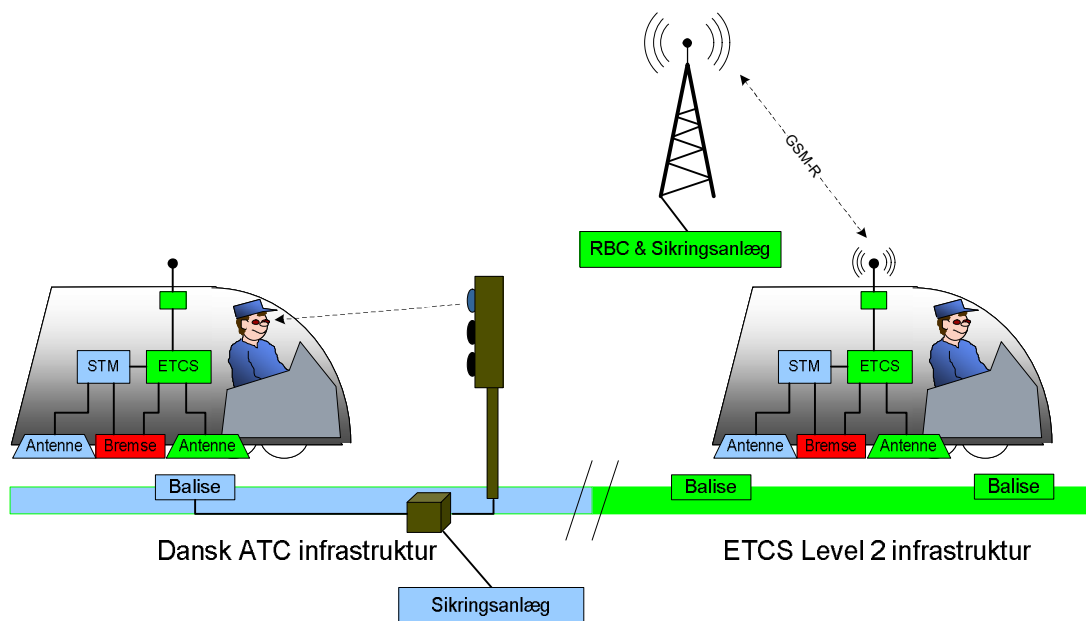 GSM-R
RBC & Sikringsanlæg
STM
ETCS
Antenne
Bremse
Antenne
Balise
Dansk ATC infrastruktur
Sikringsanlæg
STM
ETCS
Antenne
Bremse
Antenne
Balise
Balise
ETCS Level 2 infrastruktur